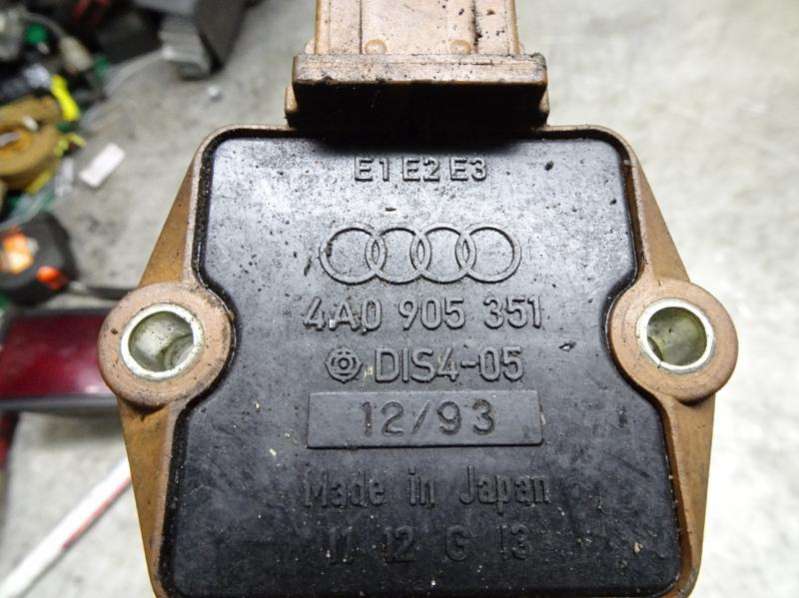 E1 E2 E3
4A0 905 351
DIS4-05
12/93
Made in Japan
11 12 G 13